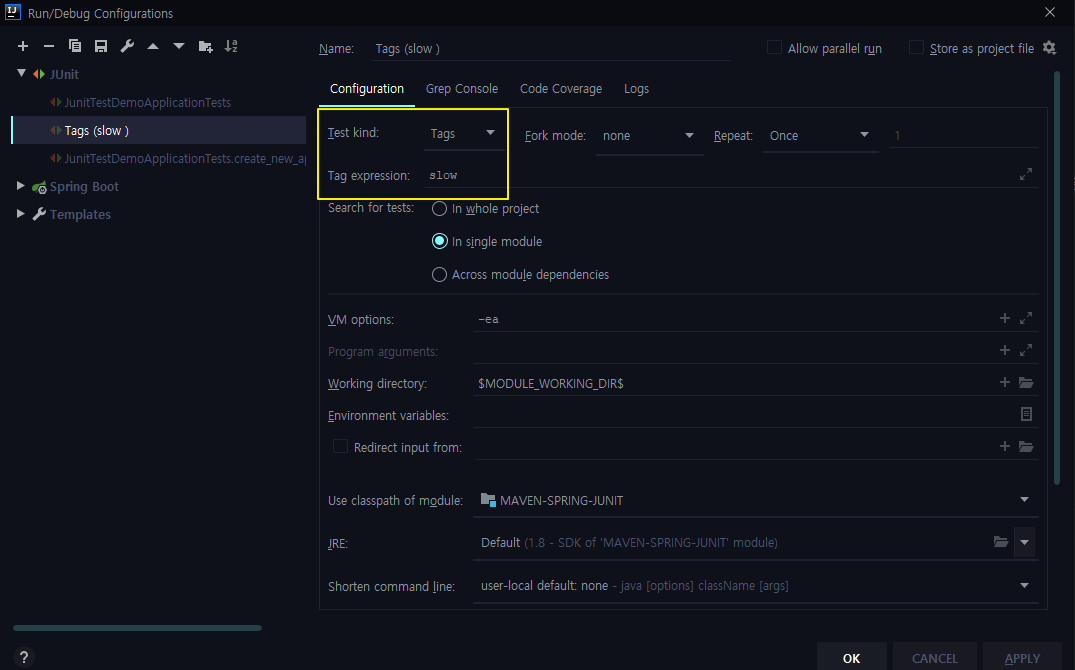 IJ Run/Debug Configurations
Name: Tags (slow )
Allow parallel run
Store as project file
JUnit
JunitTestDemoApplicationTests
Tags (slow )
JunitTestDemoApplicationTests.create_new_ap
Spring Boot
Templates
Configuration Grep Console Code Coverage Logs
Test kind: Tags Fork mode: none Repeat: Once 1
Tag expression: slow
Search for tests: In whole project
In single module
Across module dependencies
VM options: -ea
Program arguments:
Working directory: $MODULE_WORKING_DIR$
Environment variables:
Redirect input from:
Use classpath of module: MAVEN-SPRING-JUNIT
JRE: Default (1.8 - SDK of 'MAVEN-SPRING-JUNIT' module)
Shorten command line: user-local default: none - java [options] className [args]
? OK CANCEL APPLY